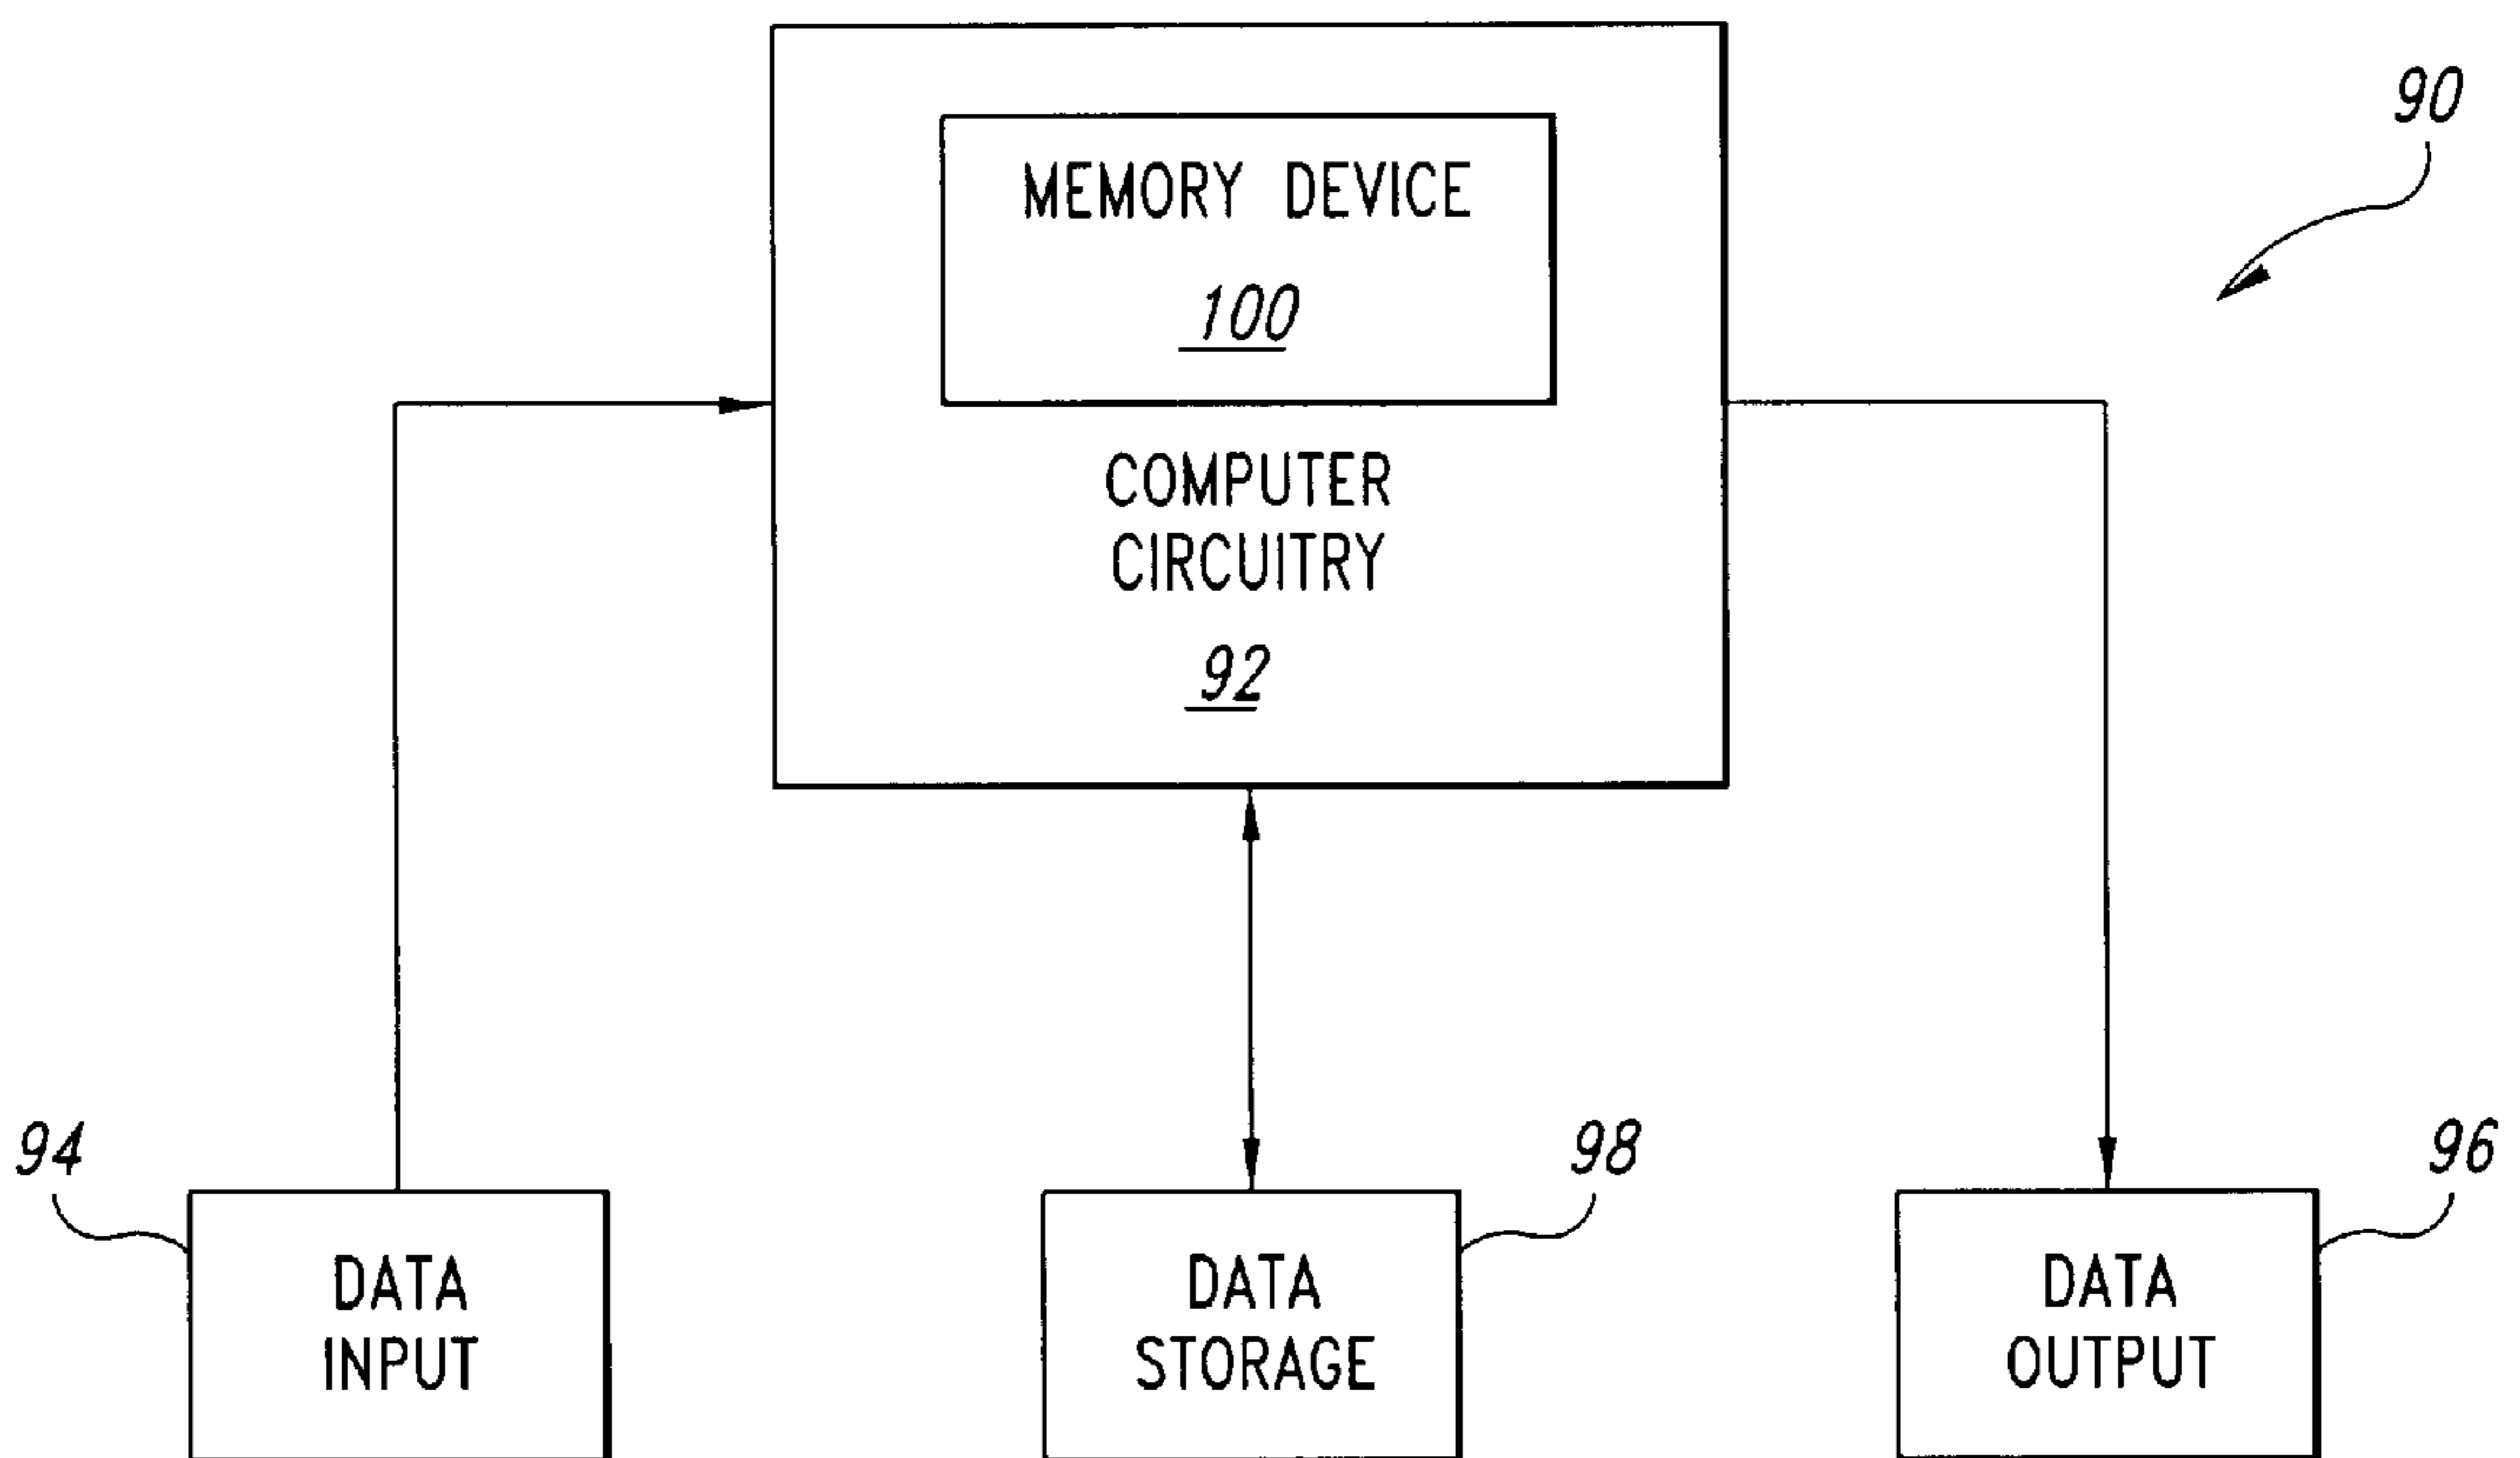 90
MEMORY DEVICE
100
COMPUTER
CIRCUITRY
92
94
98
96
DATA
INPUT
DATA
STORAGE
DATA
OUTPUT